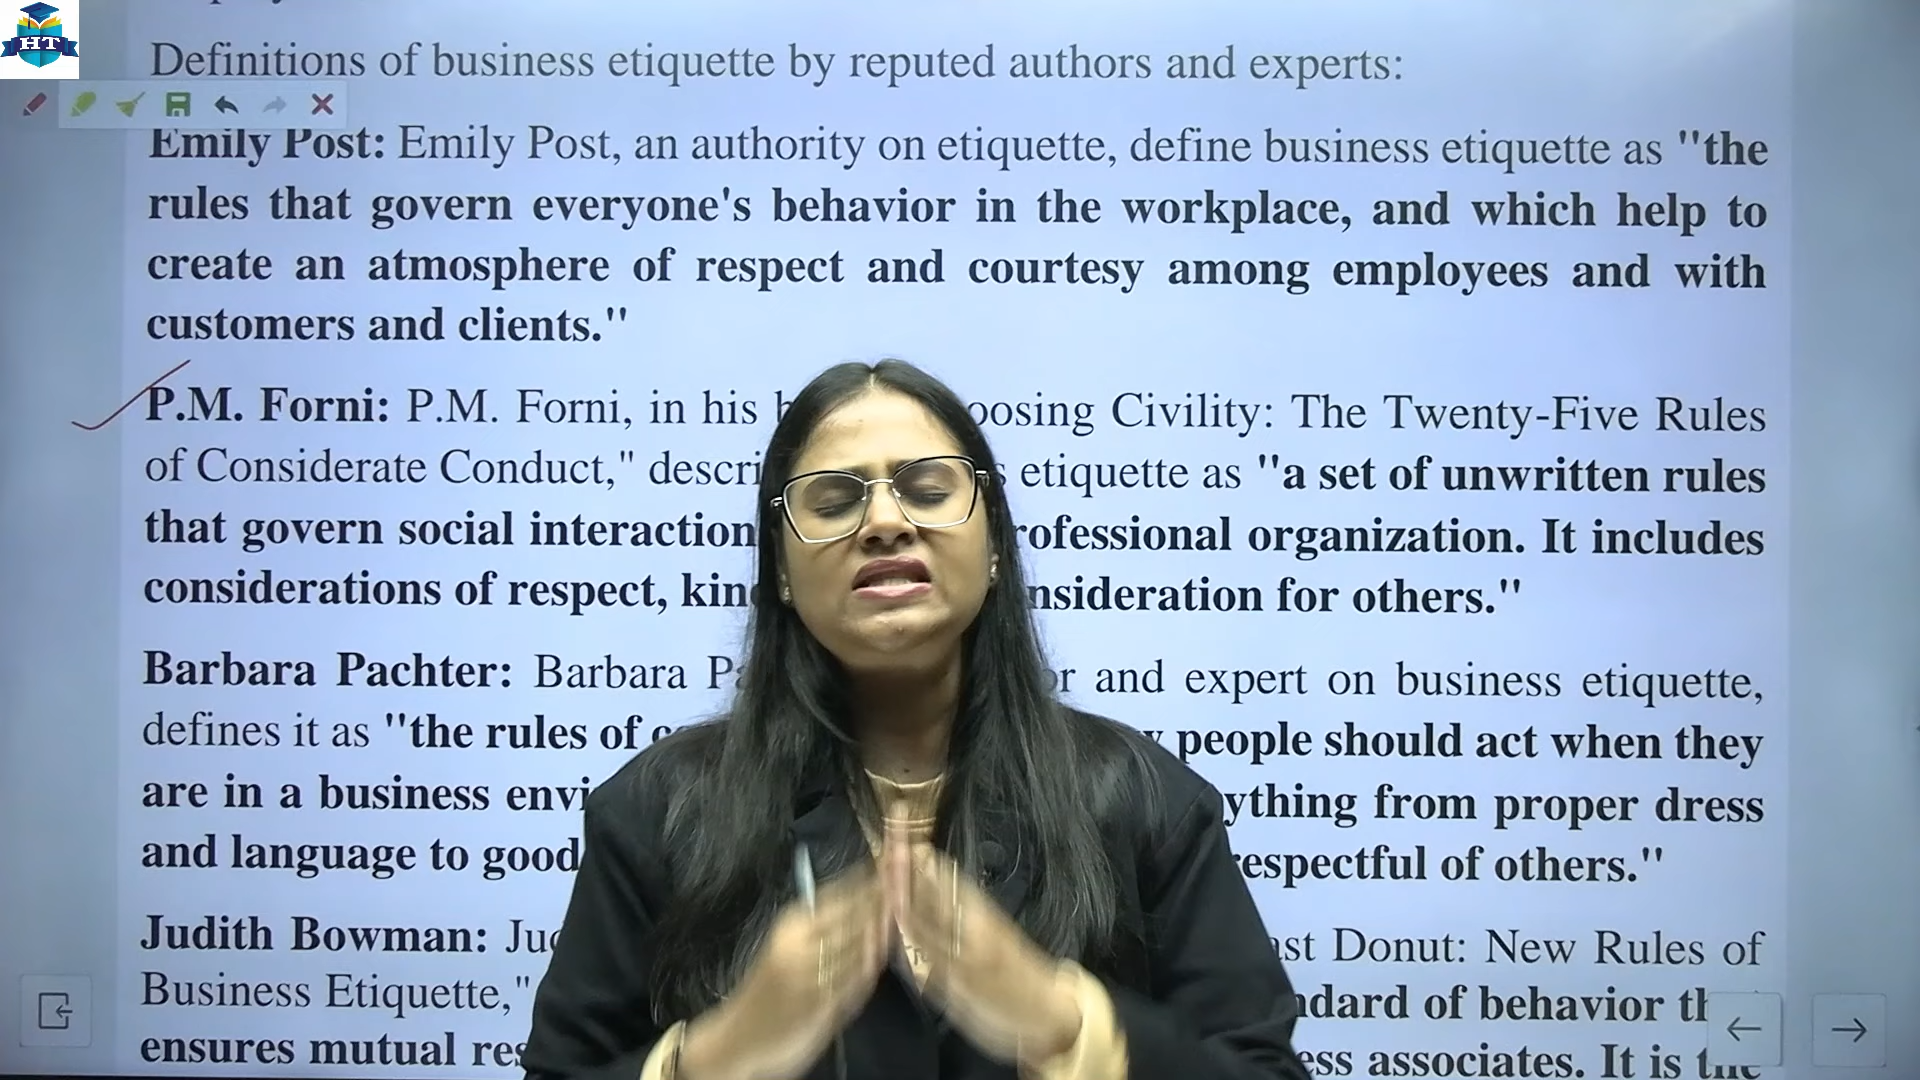 HT
Definitions of business etiquette by reputed authors and experts:
Emily Post: Emily Post, an authority on etiquette, define business etiquette as "the
rules that govern everyone's behavior in the workplace, and which help to
create an atmosphere of respect and courtesy among employees and with
customers and clients."
P.M. Forni: P.M. Forni, in his oosing Civility: The Twenty-Five Rules
of Considerate Conduct," descri etiquette as "a set of unwritten rules
that govern social interaction rofessional organization. It includes
considerations of respect, kin nsideration for others."
Barbara Pachter: Barbara P r and expert on business etiquette,
defines it as "the rules of people should act when they
are in a business envi ything from proper dress
and language to good respectful of others."
Judith Bowman: Jud ast Donut: New Rules of
Business Etiquette," ndard of behavior th
ensures mutual res ess associates. It is the